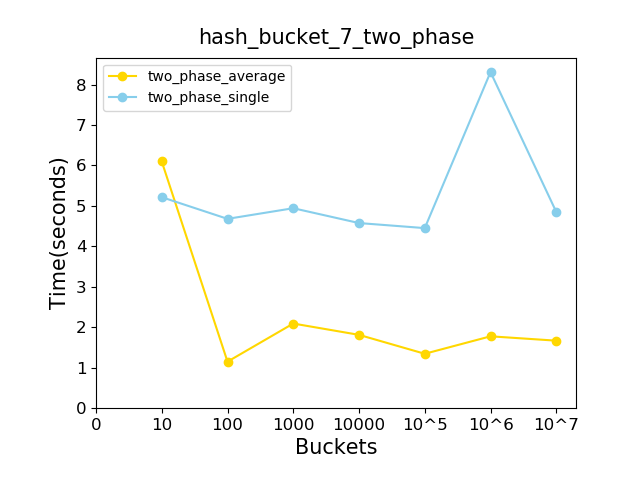 hash_bucket_7_two_phase
two_phase_average
two_phase_single
Time(seconds)
8
7
6
5
4
3
2
1
0
0 10 100 1000 10000 10^5 10^6 10^7
Buckets